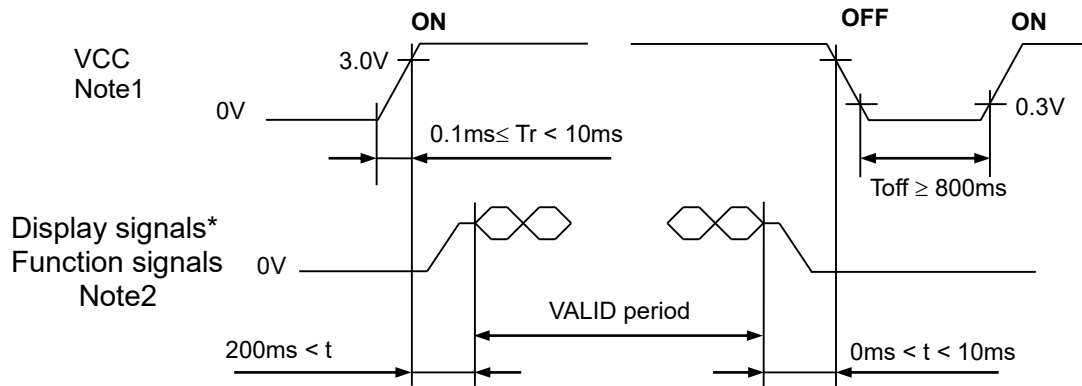 ON
OFF
ON
VCC
Note1
3.0V
0V
0.3V
0.1ms≤ Tr < 10ms
Toff ≥ 800ms
Display signals*
Function signals
Note2
0V
VALID period
200ms < t
0ms < t < 10ms